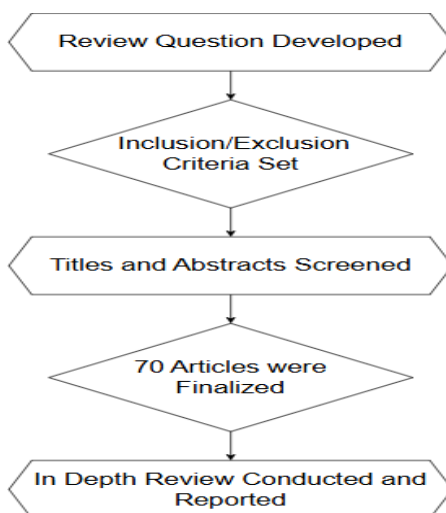 Review Question Developed
Inclusion/Exclusion
Criteria Set
Titles and Abstracts Screened
70 Articles were
Finalized
In Depth Review Conducted and
Reported